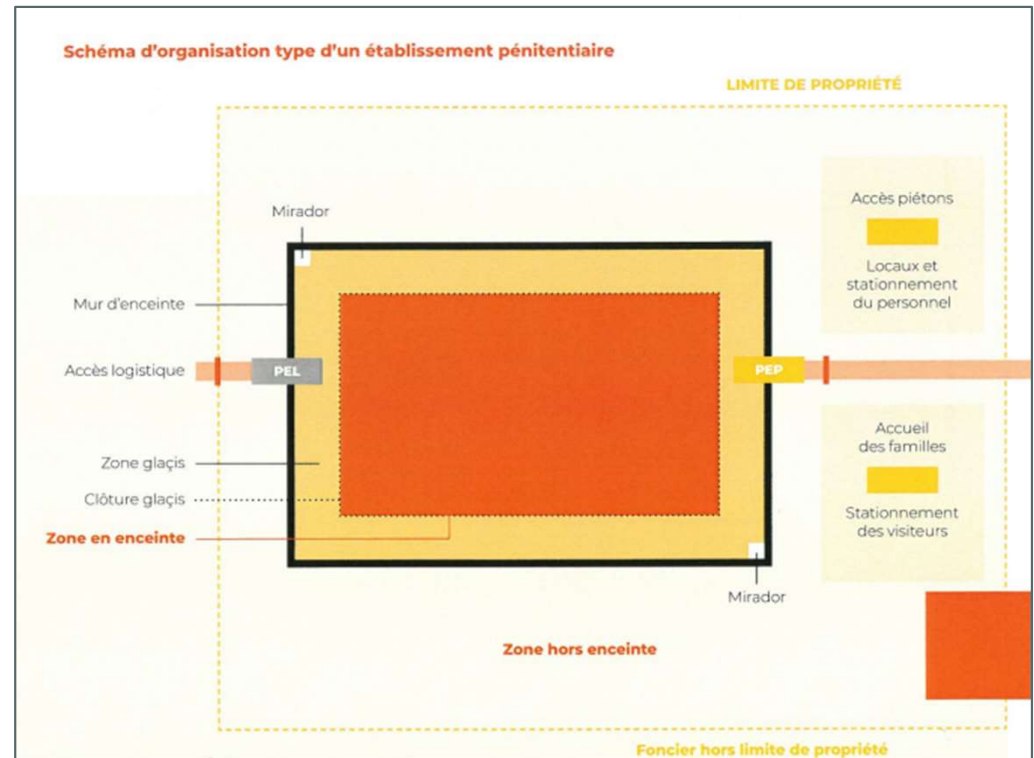 Schéma d'organisation type d'un établissement pénitentiaire
LIMITE DE PROPRIÉTÉ
Mirador
Accès piétons
Locaux et
stationnement
du personnel
Mur d'enceinte
Accès logistique
PEL
PEP
Accueil
des familles
Zone glaçis
Clôture glaçis
Stationnement
des visiteurs
Zone en enceinte
Mirador
Zone hors enceinte
Foncier hors limite de propriété